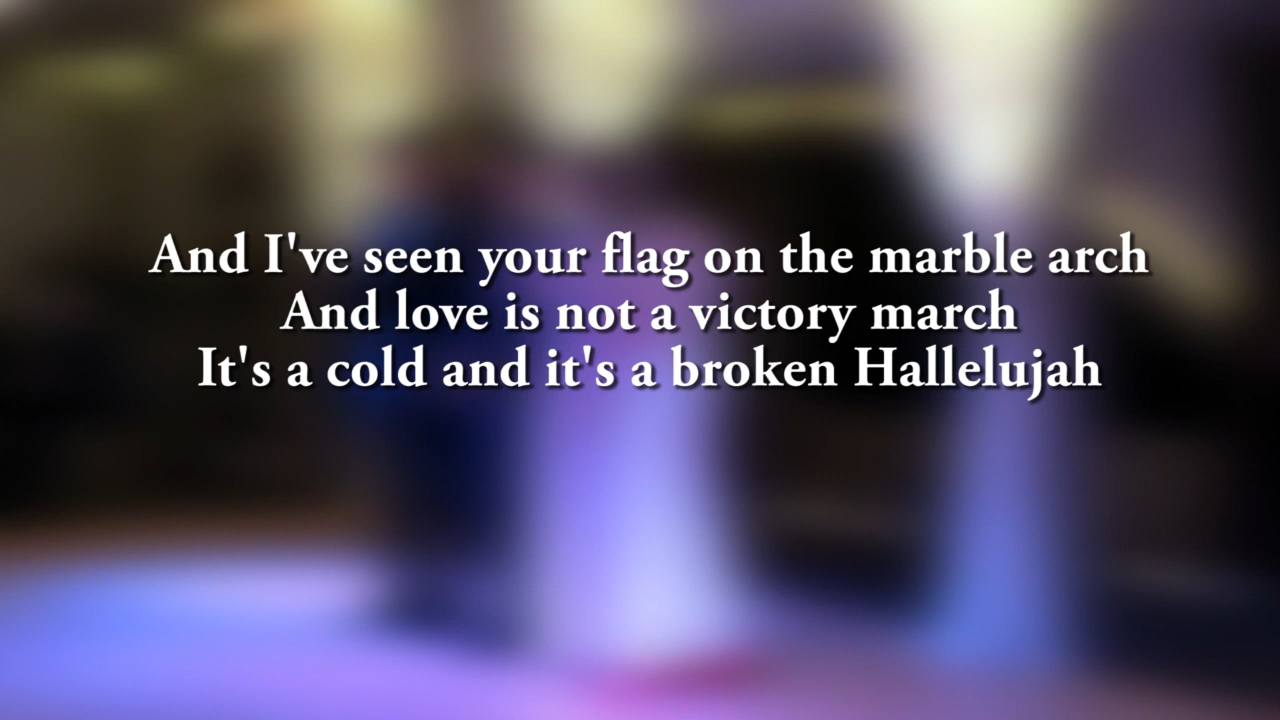 And I've seen your flag on the marble arch
And love is not a victory march
It's a cold and it's a broken Hallelujah